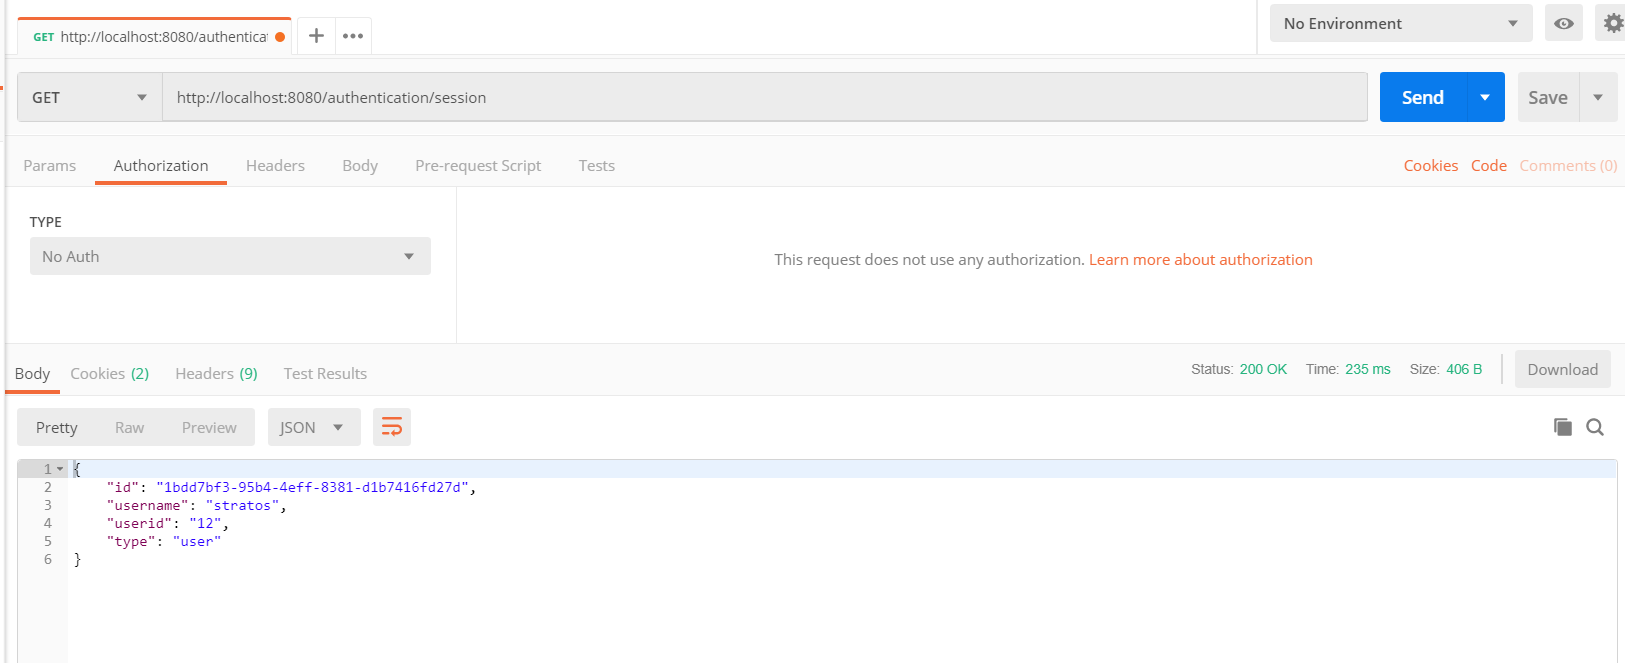 GET http://localhost:8080/authentica + ••• No Environment
GET http://localhost:8080/authentication/session Send Save
Params Authorization Headers Body Pre-request Script Tests Cookies Code Comments (0)
TYPE
No Auth
This request does not use any authorization. Learn more about authorization
Body Cookies (2) Headers (9) Test Results Status: 200 OK Time: 235 ms Size: 406 B Download
Pretty Raw Preview JSON
1 {
2 "id": "1bdd7bf3-95b4-4eff-8381-d1b7416fd27d",
3 "username": "stratos",
4 "userid": "12",
5 "type": "user"
6 }